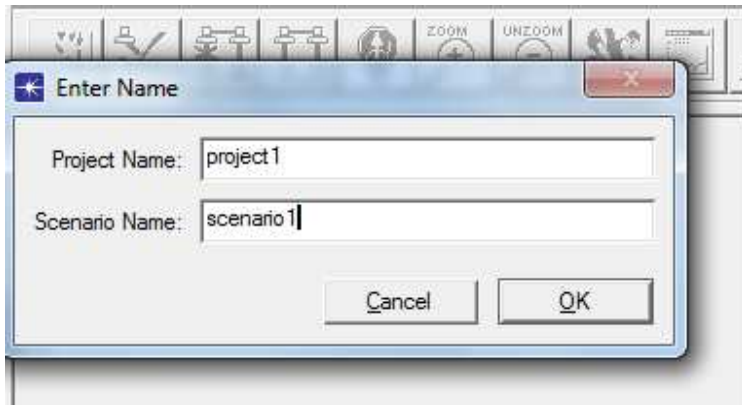 ZOOM UNZOOM
Enter Name
Project Name: project1
Scenario Name: scenario1
Cancel OK